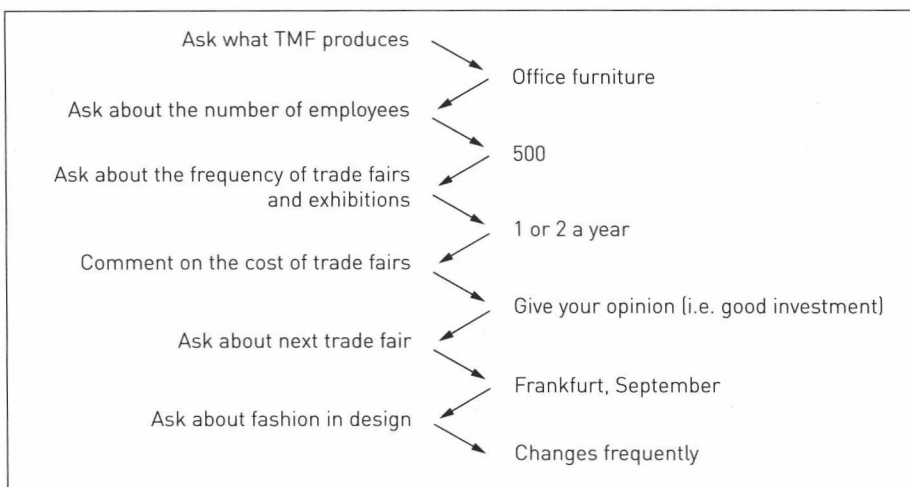 Ask what TMF produces
Office furniture
Ask about the number of employees
500
Ask about the frequency of trade fairs
and exhibitions
1 or 2 a year
Comment on the cost of trade fairs
Give your opinion (i.e. good investment)
Ask about next trade fair
Frankfurt, September
Ask about fashion in design
Changes frequently